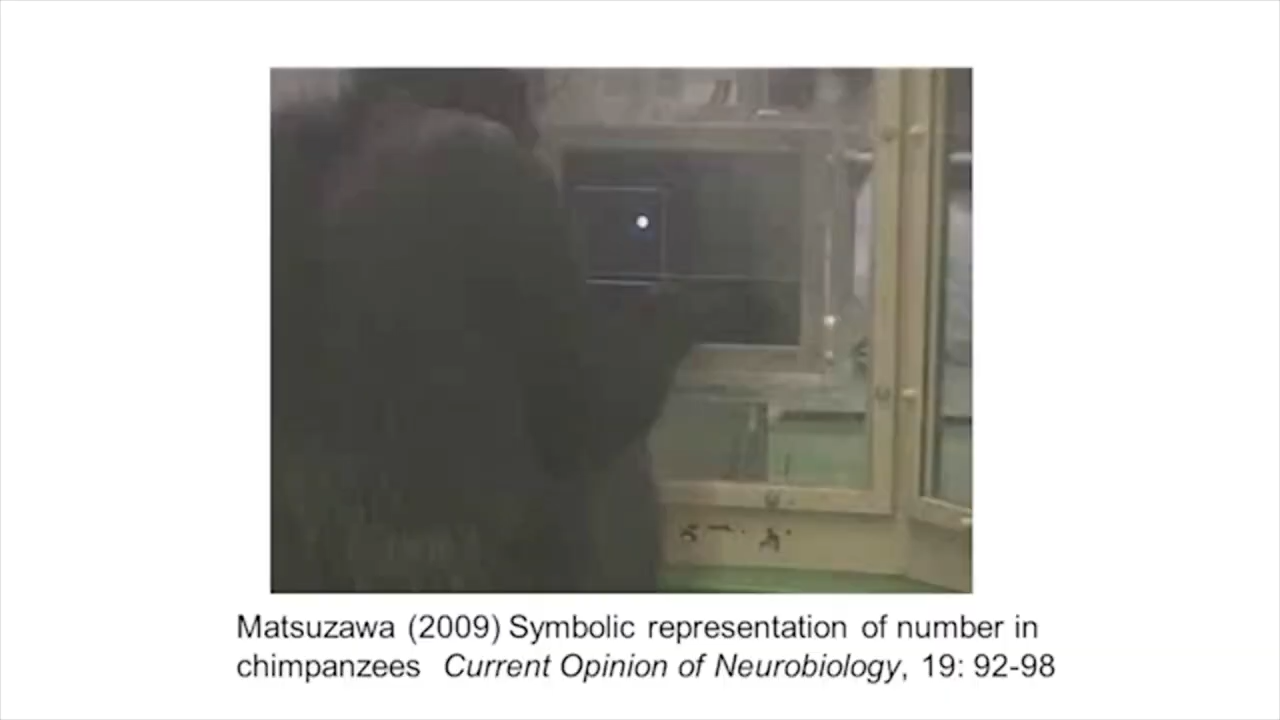 Matsuzawa (2009) Symbolic representation of number in
chimpanzees Current Opinion of Neurobiology, 19: 92-98